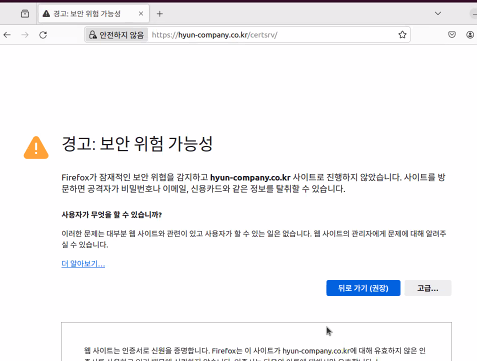 경고: 보안 위험 가능성
안전하지 않음
https://hyun-company.co.kr/certsrv/
경고: 보안 위험 가능성
Firefox가 잠재적인 보안 위협을 감지하고 hyun-company.co.kr 사이트로 진행하지 않았습니다. 사이트를 방
문하면 공격자가 비밀번호나 이메일, 신용카드와 같은 정보를 탈취할 수 있습니다.
사용자가 무엇을 할 수 있습니까?
이러한 문제는 대부분 웹 사이트와 관련이 있고 사용자가 할 수 있는 일은 없습니다. 웹 사이트의 관리자에게 문제에 대해 알려주
실 수 있습니다.
더 알아보기…
뒤로 가기 (권장)
고급…
웹 사이트는 인증서로 신원을 증명합니다. Firefox는 이 사이트가 hyun-company.co.kr에 대해 유효하지 않은 인